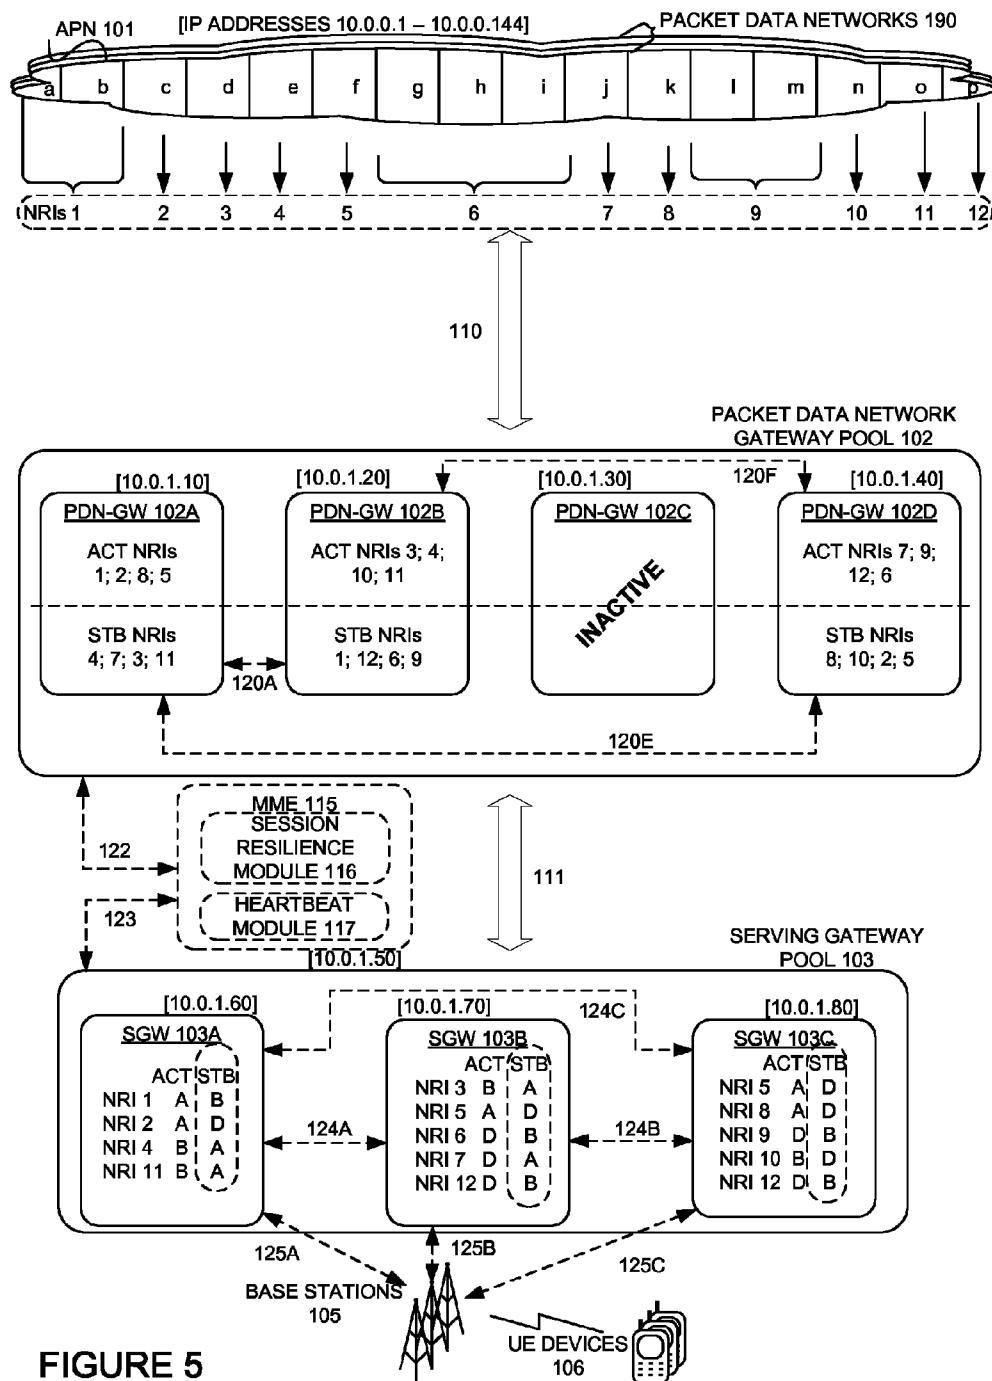 APN 101
[IP ADDRESSES 10.0.0.1 – 10.0.0.144]
PACKET DATA NETWORKS 190
a b c d e f g h i j k l m n o p
NRIs 1 2 3 4 5 6 7 8 9 10 11 12
110
PACKET DATA NETWORK
GATEWAY POOL 102
120F
[10.0.1.10]
PDN-GW 102A
ACT NRIs
1; 2; 8; 5
STB NRIs
4; 7; 3; 11
[10.0.1.20]
PDN-GW 102B
ACT NRIs 3; 4;
10; 11
STB NRIs
1; 12; 6; 9
[10.0.1.30]
PDN-GW 102C
INACTIVE
[10.0.1.40]
PDN-GW 102D
ACT NRIs 7; 9;
12; 6
STB NRIs
8; 10; 2; 5
120A
120E
MME 115
SESSION
RESILIENCE
MODULE 116
HEARTBEAT
MODULE 117
[10.0.1.50]
122
123
111
SERVING GATEWAY
POOL 103
[10.0.1.60]
SGW 103A
ACT STB
NRI 1 A B
NRI 2 A D
NRI 4 B A
NRI 11 B A
124A
[10.0.1.70]
SGW 103B
ACT STB
NRI 3 B A
NRI 5 A D
NRI 6 D B
NRI 7 D A
NRI 12 D B
124C
124B
[10.0.1.80]
SGW 103C
ACT STB
NRI 5 A D
NRI 8 A D
NRI 9 D B
NRI 10 B D
NRI 12 D B
125A
125B
125C
BASE STATIONS
105
UE DEVICES
106
FIGURE 5